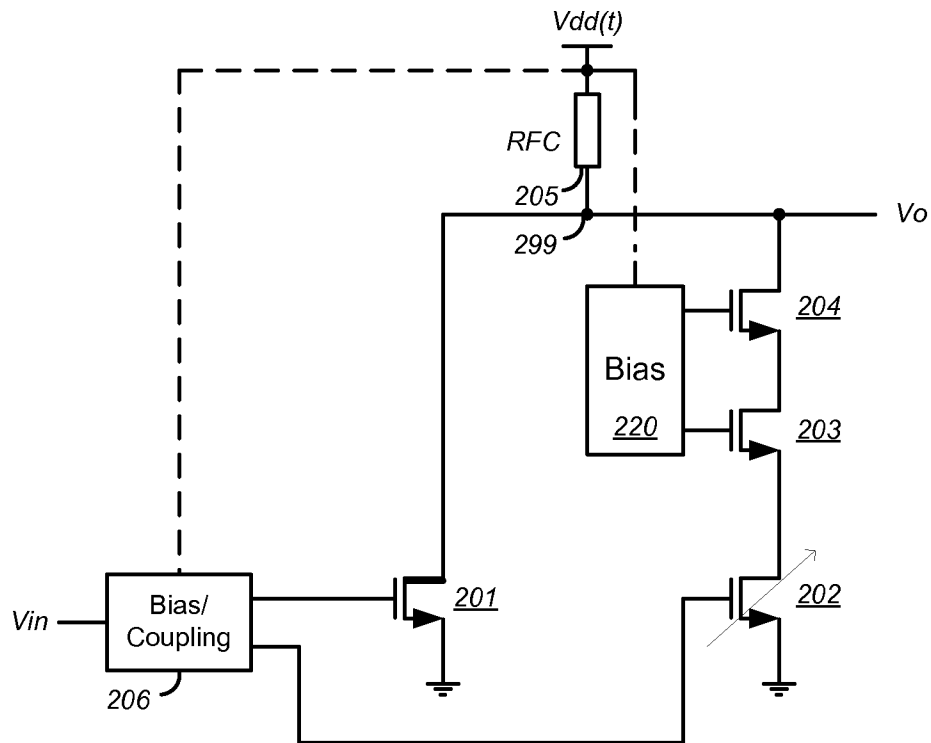 Vdd(t)
RFC
205
299
Vo
204
Bias
220
203
Vin
Bias/
Coupling
206
201
202